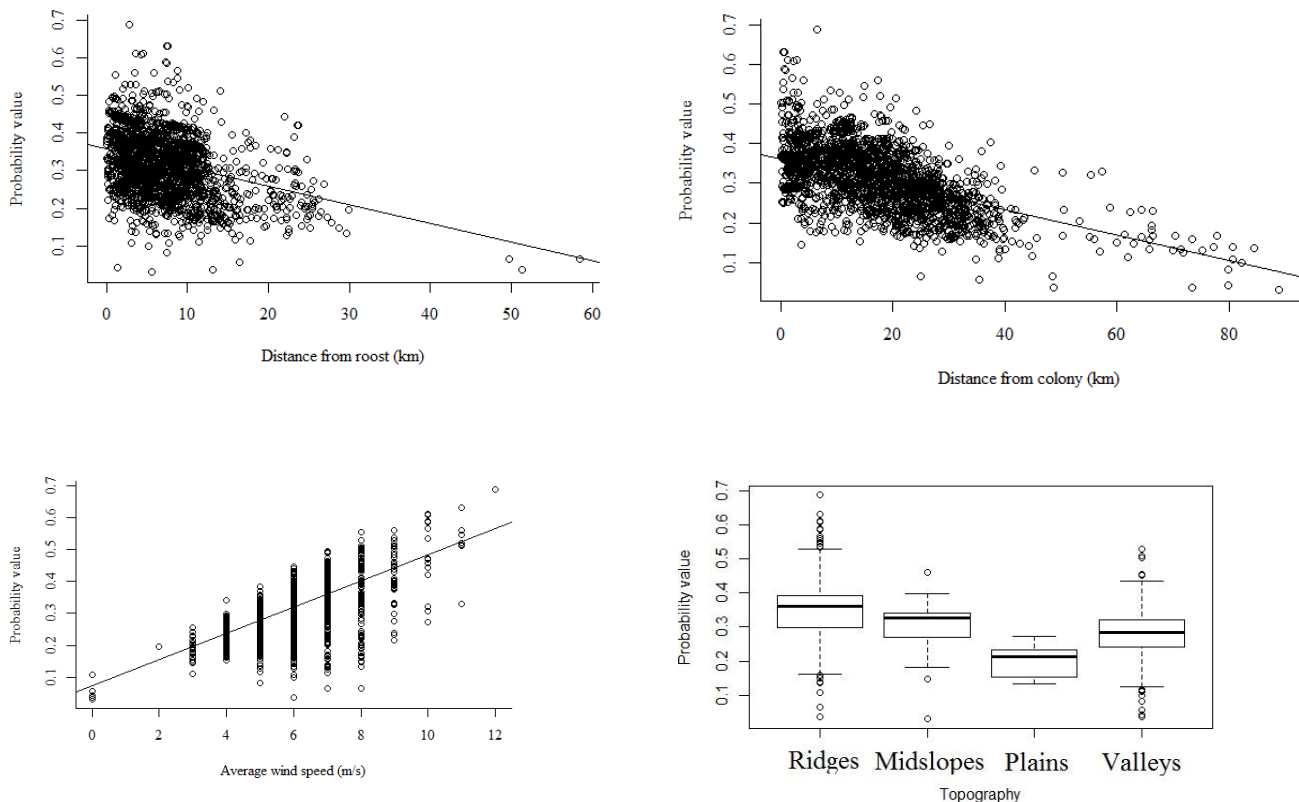 Probability value
0.7
0.6
0.5
0.4
0.3
0.2
0.1
0 10 20 30 40 50 60
Distance from roost (km)
Probability value
0.7
0.6
0.5
0.4
0.3
0.2
0.1
0 20 40 60 80
Distance from colony (km)
Probability value
0.7
0.6
0.5
0.4
0.3
0.2
0.1
0 2 4 6 8 10 12
Average wind speed (m/s)
Probability value
0.7
0.6
0.5
0.4
0.3
0.2
0.1
Ridges Midslopes Plains Valleys
Topography